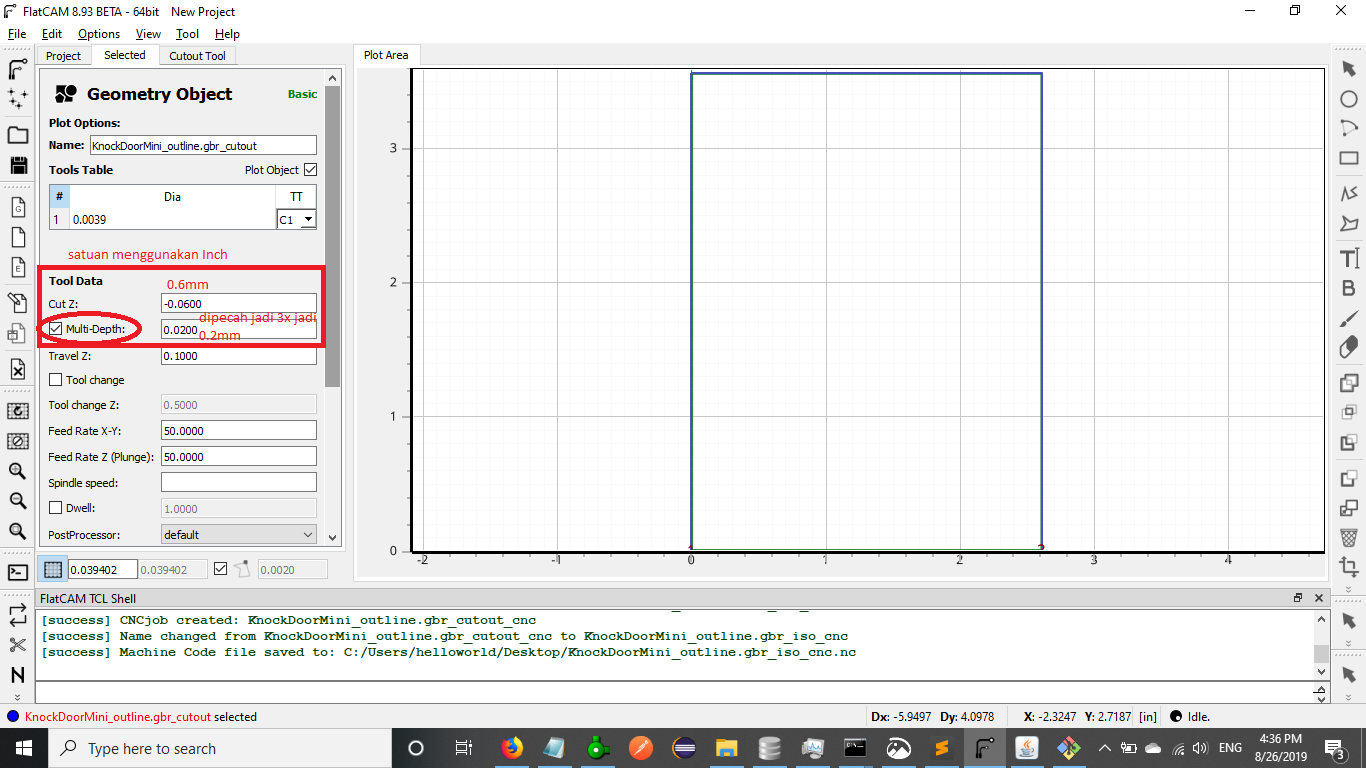 FlatCAM 8.93 BETA - 64bit    New Project
File Edit Options View Tool Help
Project Selected Cutout Tool
Plot Area
Geometry Object Basic
Plot Options:
Name: KnockDoorMini_outline.gbr_cutout
Tools Table Plot Object
# Dia TT
1 0.0039 C1
satuan menggunakan Inch
Tool Data 0.6mm
Cut Z: -0.0600
dipecah jadi 3x jadi
Multi-Depth: 0.0200 0.2mm
Travel Z: 0.1000
Tool change
Tool change Z: 0.5000
Feed Rate X-Y: 50.0000
Feed Rate Z (Plunge): 50.0000
Spindle speed:
Dwell: 1.0000
PostProcessor: default
0.039402 0.039402 0.0020
3
2
1
0
-2 -1 0 1 2 3 4
G
E
T
B
N
FlatCAM TCL Shell
[success] CNCjob created: KnockDoorMini_outline.gbr_cutout_cnc
[success] Name changed from KnockDoorMini_outline.gbr_cutout_cnc to KnockDoorMini_outline.gbr_iso_cnc
[success] Machine Code file saved to: C:/Users/helloworld/Desktop/KnockDoorMini_outline.gbr_iso_cnc.nc
KnockDoorMini_outline.gbr_cutout selected
Dx: -5.9497 Dy: 4.0978 X: -2.3247 Y: 2.7187 [in] Idle.
Type here to search
ENG
4:36 PM
8/26/2019
3